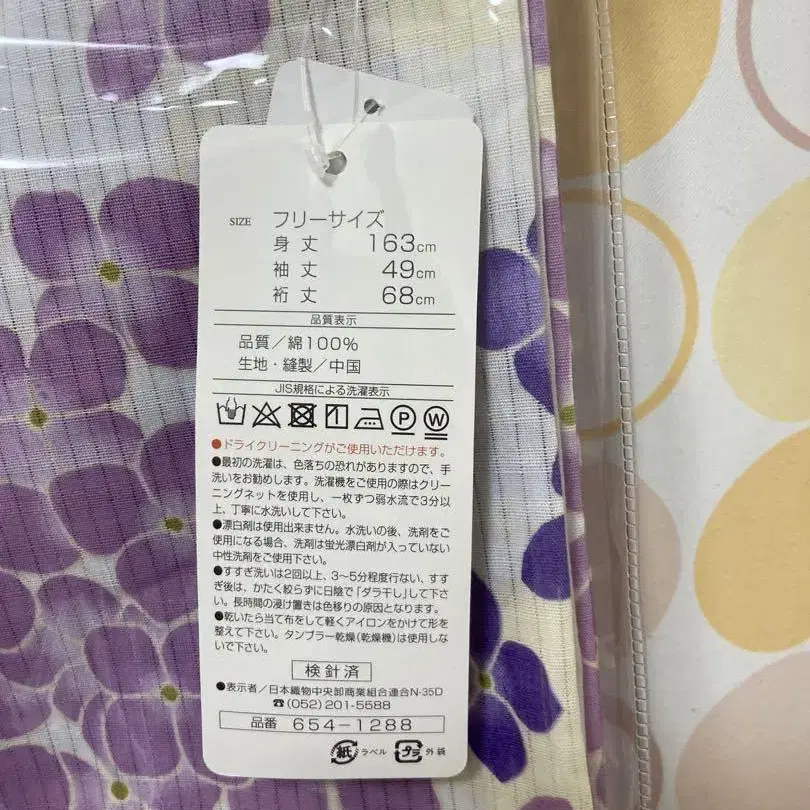 SIZE フリーサイズ
身丈 163cm
袖丈 49cm
裄丈 68cm
品質表示
品質/綿100%
生地・縫製/中国
JIS規格による洗濯表示
P W
●ドライクリーニングがご使用いただけます。
●最初の洗濯は、色落ちの恐れがありますので、手
洗いをお勧めします。洗濯機をご使用の際はクリー
ニングネットを使用し、一枚ずつ弱水流で3分以
上、丁寧に水洗いして下さい。
●漂白剤は使用出来ません。水洗いの後、洗剤をご
使用になる場合、洗剤は蛍光漂白剤が入っていない
中性洗剤をご使用下さい。
●すすぎ洗いは2回以上、3~5分程度行ない、すす
ぎ後は、かたく絞らずに日陰で「ダラ干し」して下さ
い。長時間の浸け置きは色移りの原因となります。
●乾いたら当て布をして軽くアイロンをかけて形を
整えて下さい。タンブラー乾燥(乾燥機)は使用しな
いで下さい。
検針済
●表示者/日本織物中央卸商業組合連合N-35D
☎(052)201-5588
品番 654-1288
紙 ラベル プラ 外袋